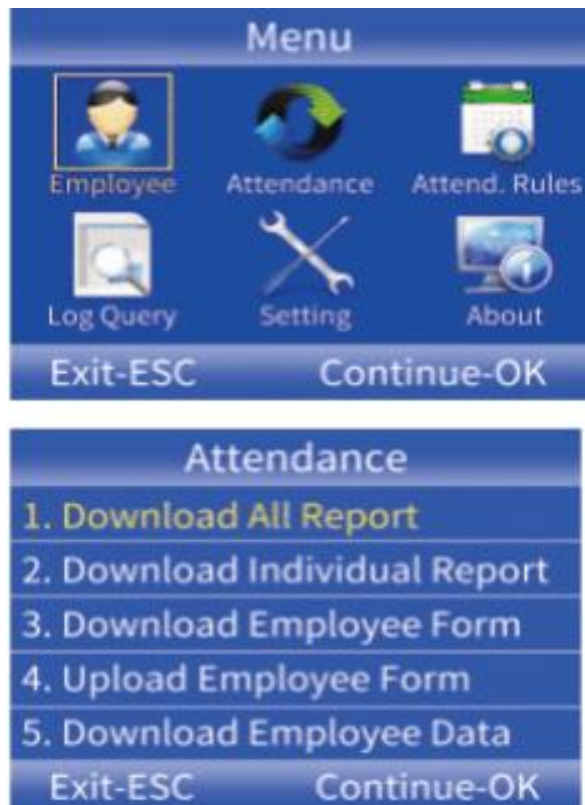 Menu
Employee Attendance Attend. Rules
Log Query Setting About
Exit-ESC Continue-OK
Attendance
1. Download All Report
2. Download Individual Report
3. Download Employee Form
4. Upload Employee Form
5. Download Employee Data
Exit-ESC Continue-OK